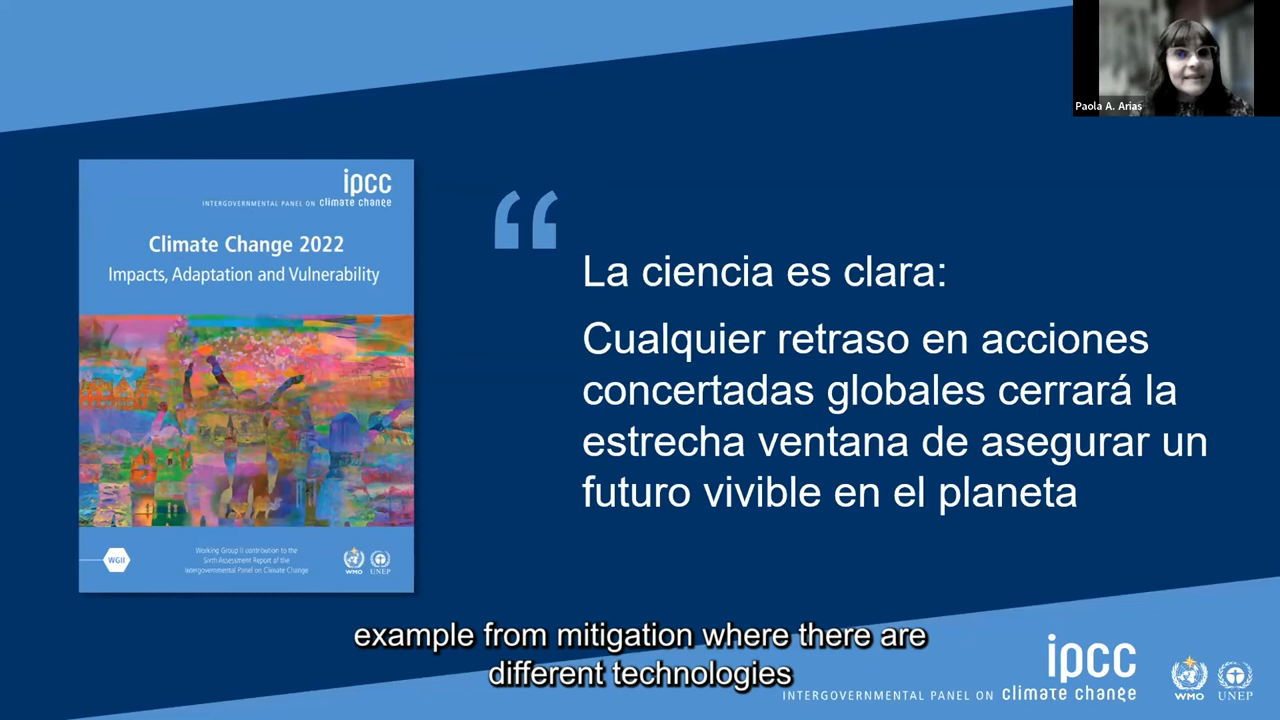 Paola A. Arias
ipcc
INTERGOVERNMENTAL PANEL ON climate change
Climate Change 2022
Impacts, Adaptation and Vulnerability
WGII
Working Group II contribution to the
Sixth Assessment Report of the
Intergovernmental Panel on Climate Change
WMO
UNEP
“
La ciencia es clara:
Cualquier retraso en acciones
concertadas globales cerrará la
estrecha ventana de asegurar un
futuro vivible en el planeta
example from mitigation where there are
different technologies
ipcc
INTERGOVERNMENTAL PANEL ON climate change
WMO
UNEP